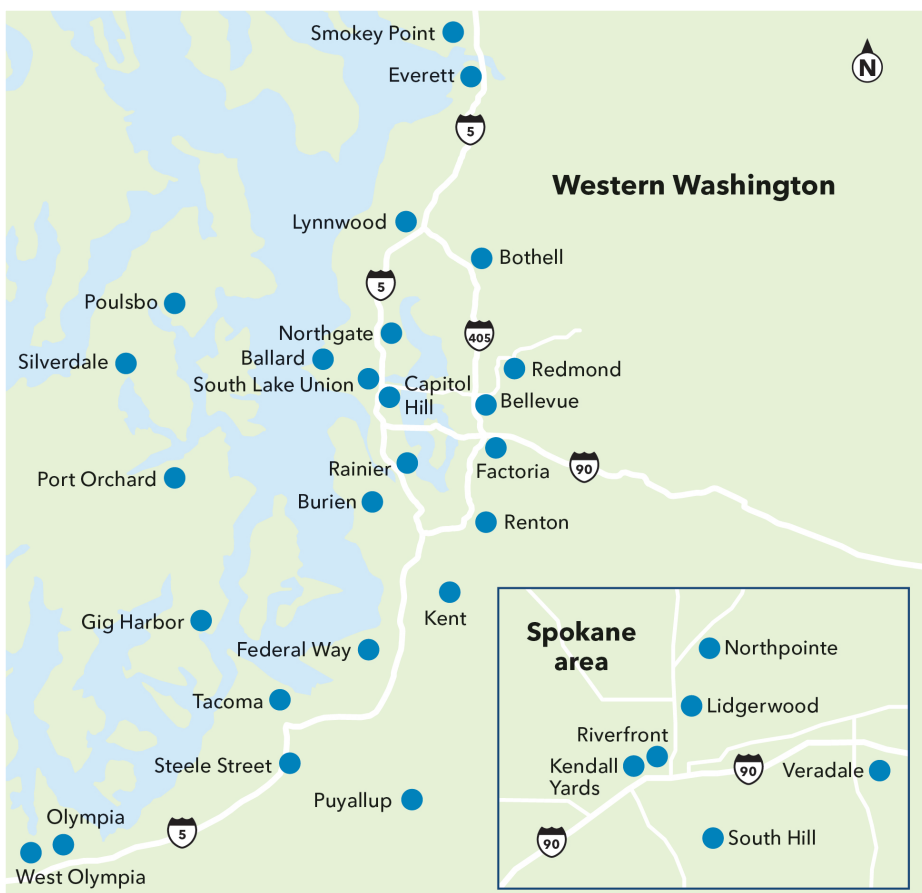 Smokey Point
N
Everett
5
Western Washington
Lynnwood
Bothell
5
Poulsbo
Northgate
405
Ballard
Silverdale
Redmond
South Lake Union
Capitol
Hill
Bellevue
Rainier
Factoria
90
Port Orchard
Burien
Renton
Kent
Gig Harbor
Federal Way
Tacoma
Steele Street
Puyallup
Olympia
5
West Olympia
Spokane
area
Northpointe
Lidgerwood
Riverfront
Kendall
Yards
90
Veradale
South Hill
90